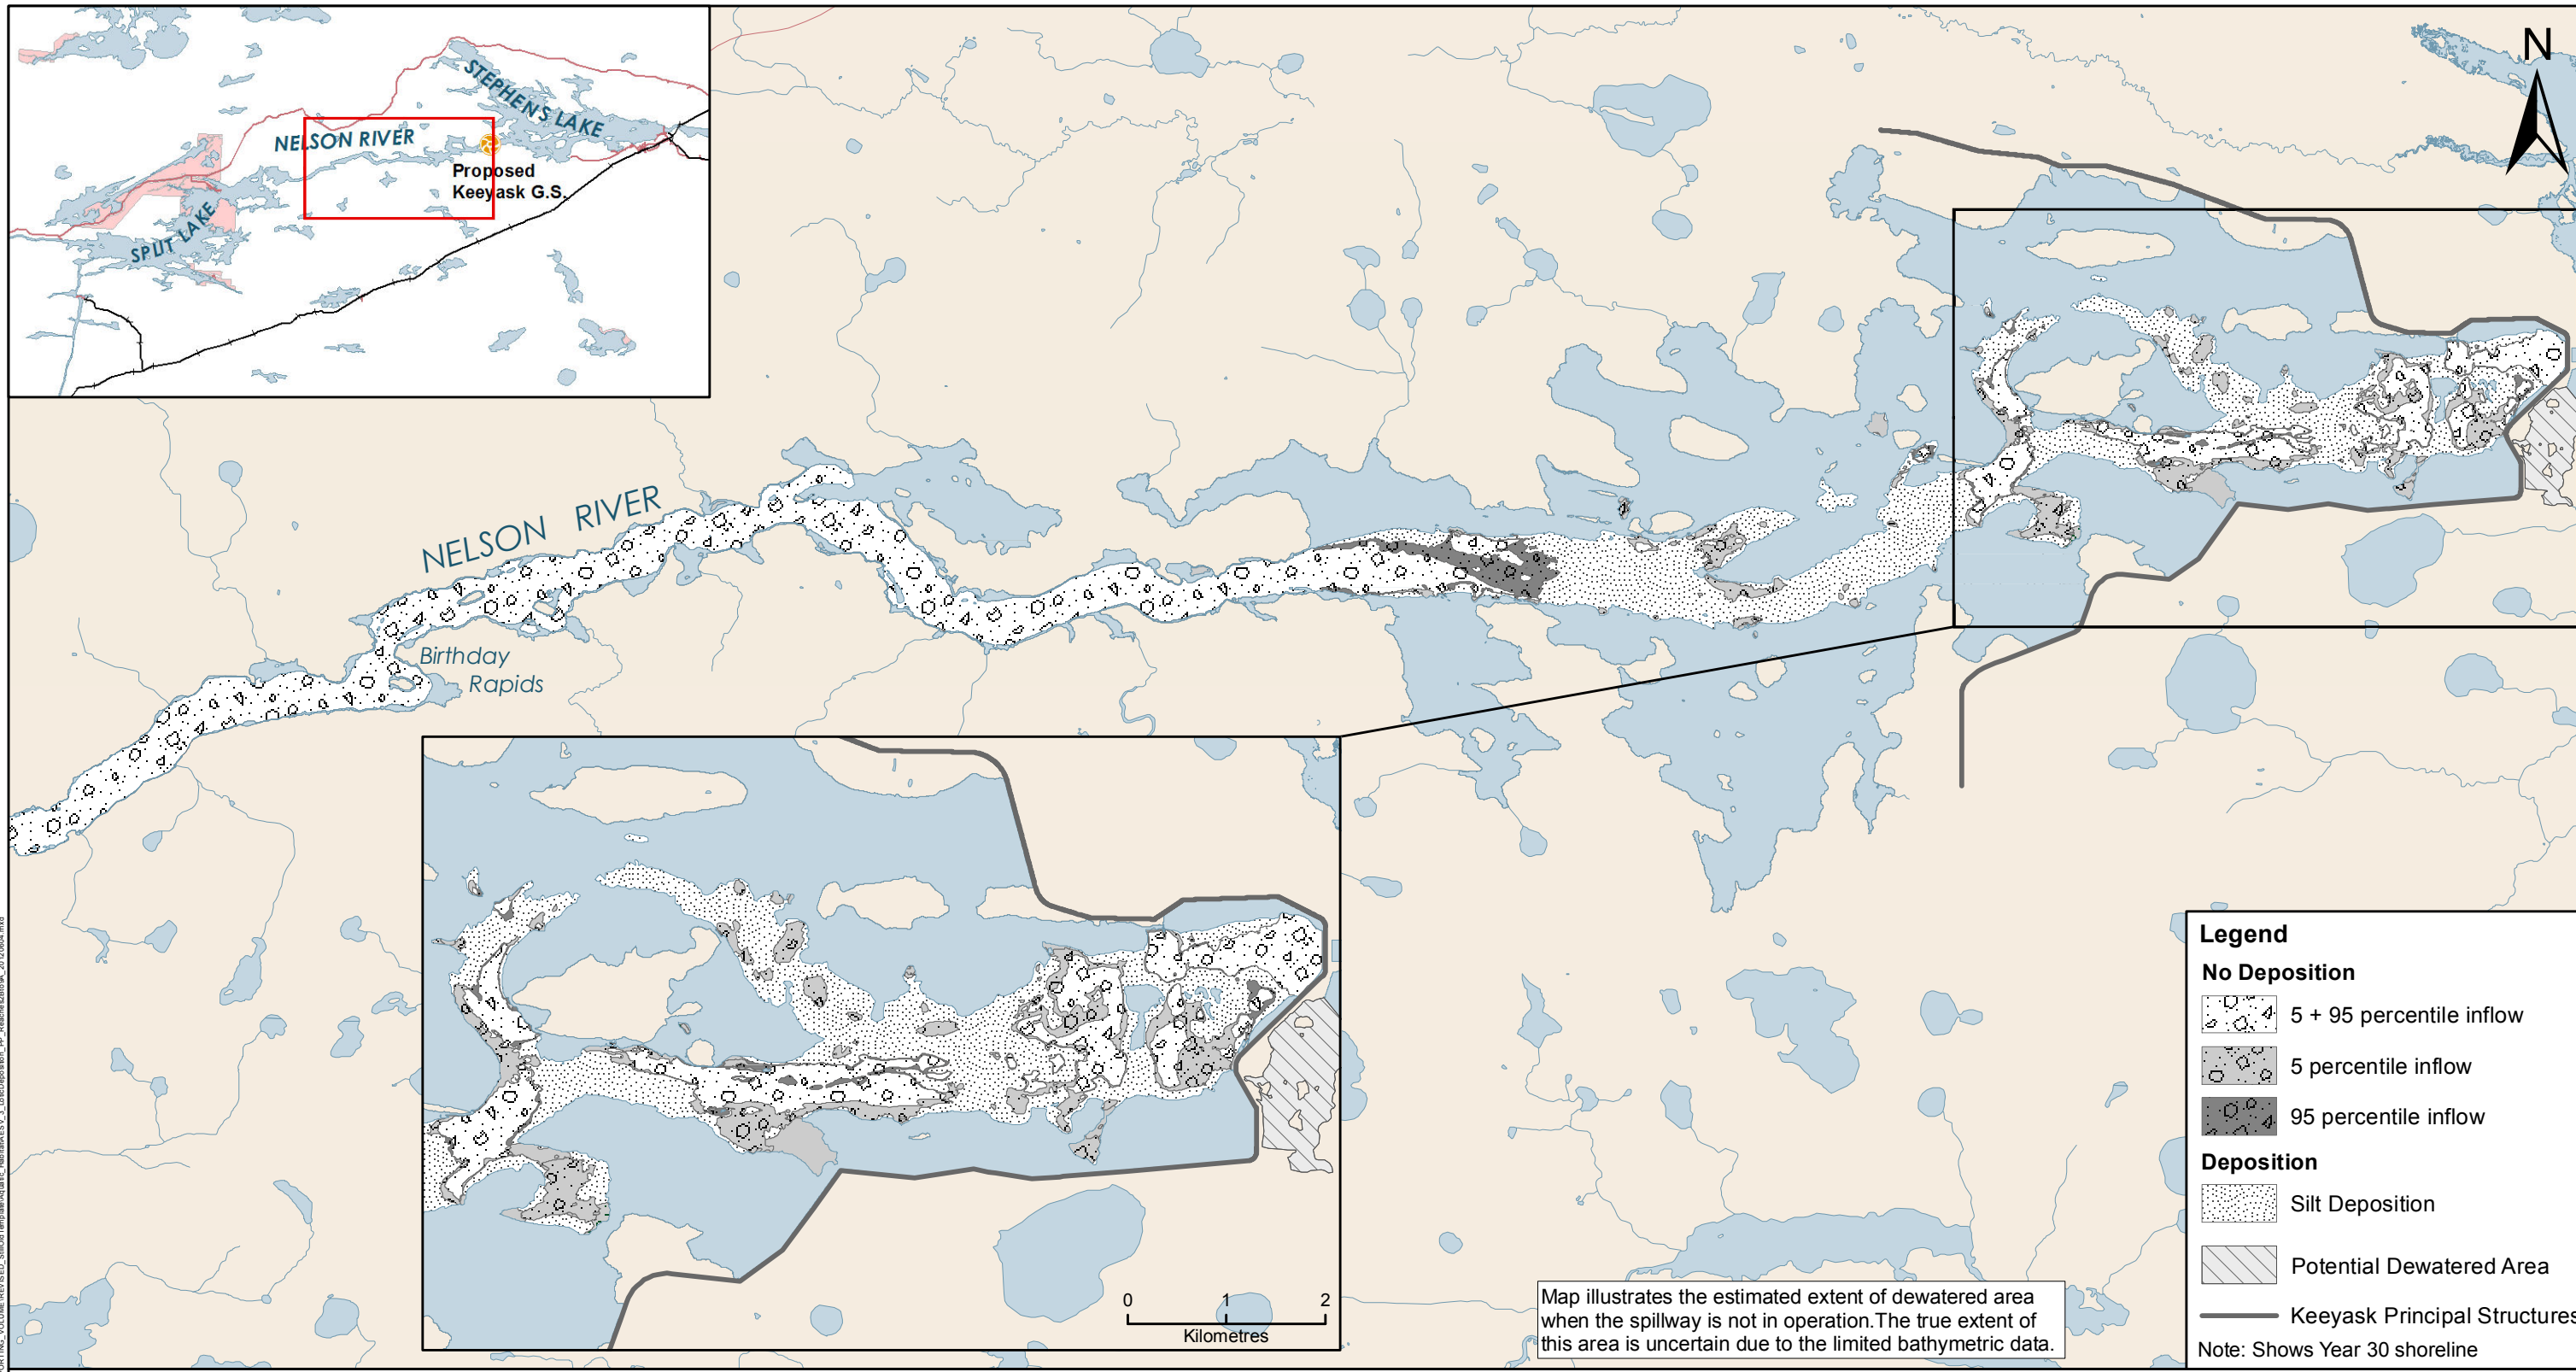 STEPHENS LAKE
NELSON RIVER
Proposed
Keeyask G.S.
SPLIT LAKE
N
NELSON RIVER
Birthday
Rapids
0 1 2
Kilometres
Map illustrates the estimated extent of dewatered area
when the spillway is not in operation.The true extent of
this area is uncertain due to the limited bathymetric data.
Legend
No Deposition
5 + 95 percentile inflow
5 percentile inflow
95 percentile inflow
Deposition
Silt Deposition
Potential Dewatered Area
Keeyask Principal Structures
Note: Shows Year 30 shoreline